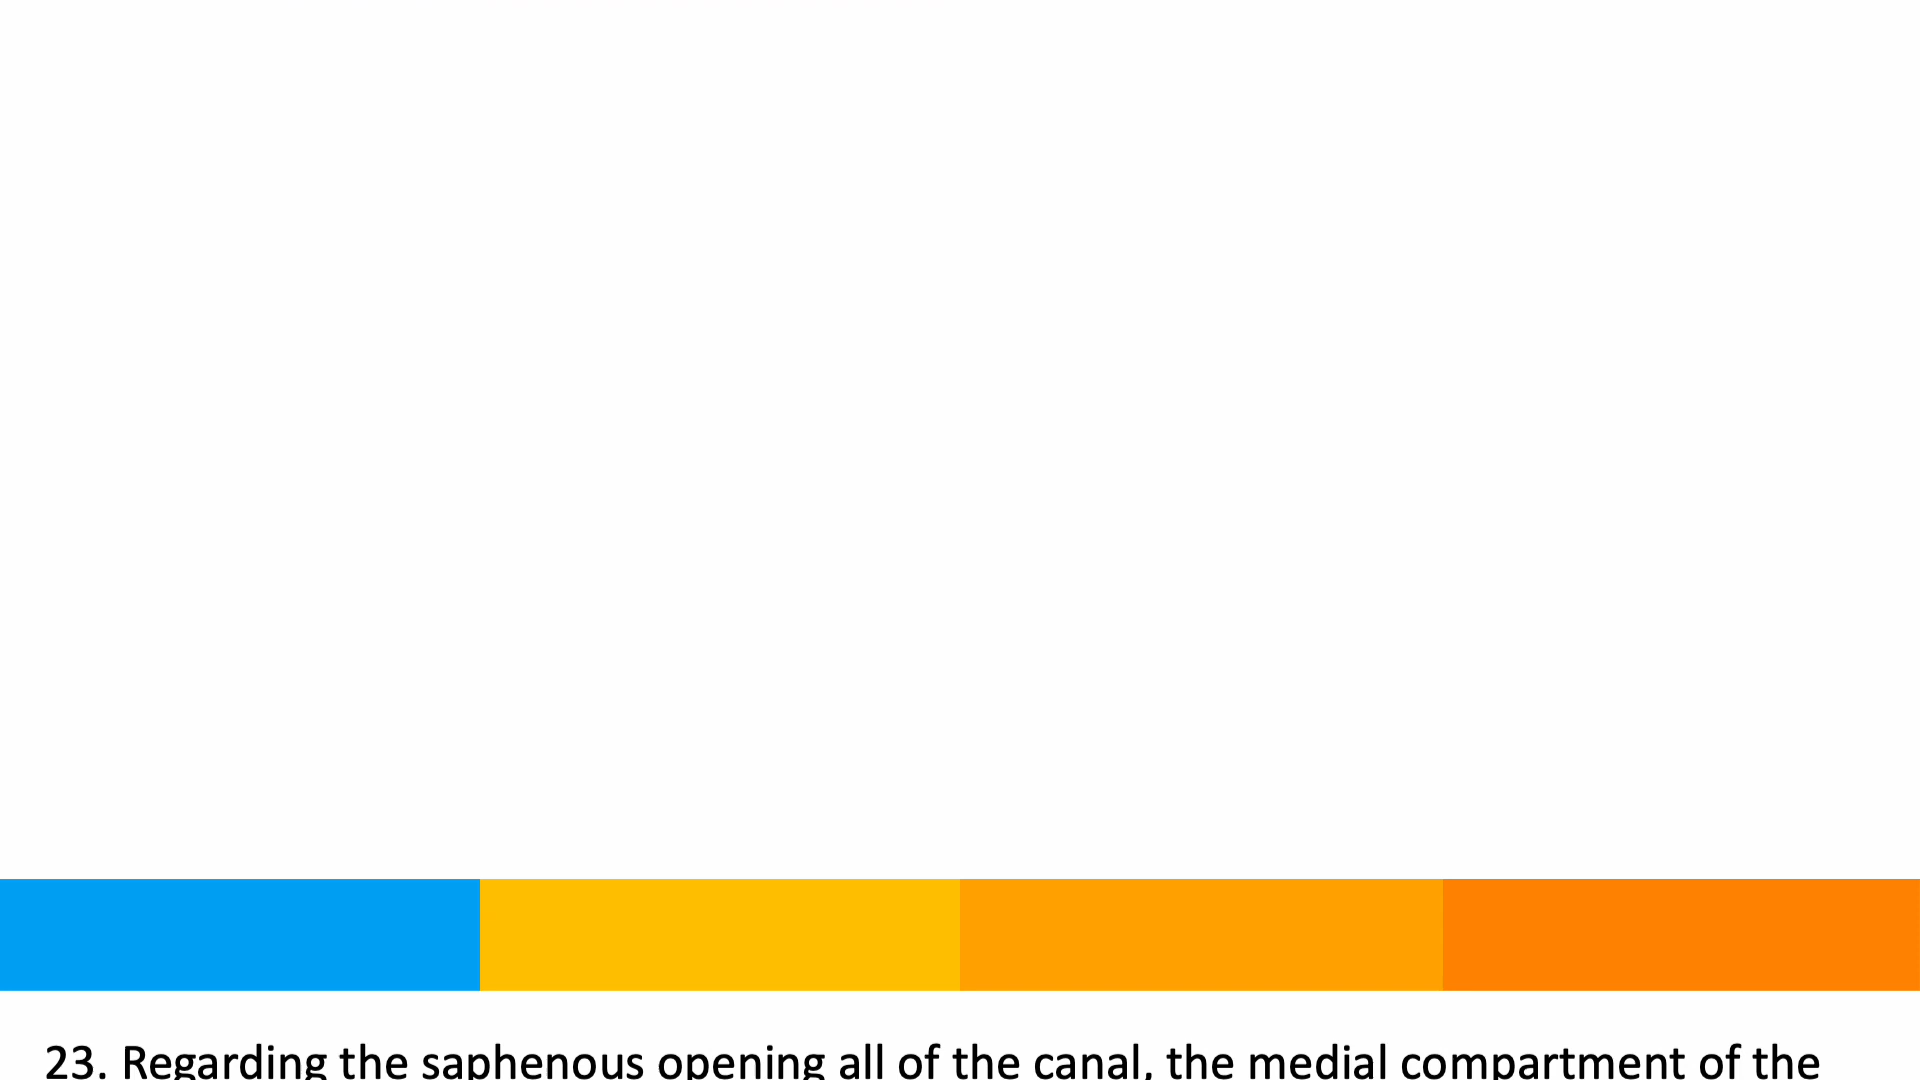 23. Regarding the saphenous opening all of the canal, the medial compartment of the